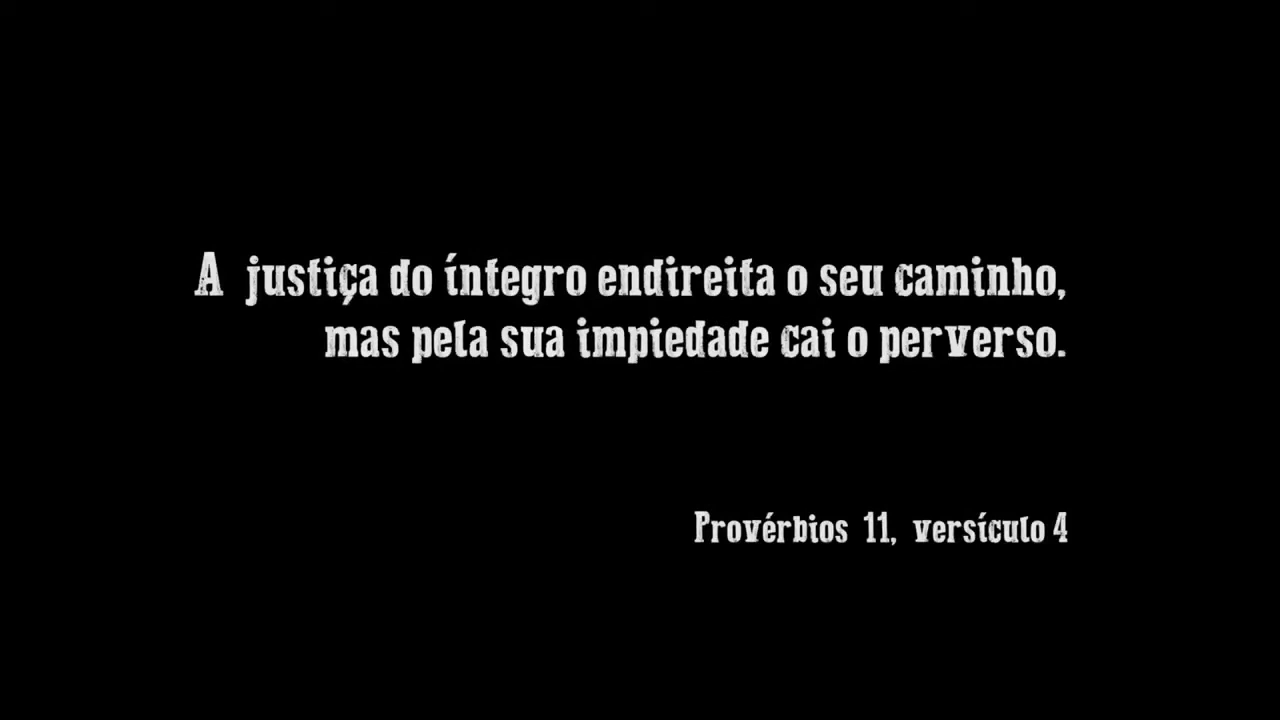 A justiça do íntegro endireita o seu caminho,
mas pela sua impiedade cai o perverso.
Provérbios 11, versículo 4